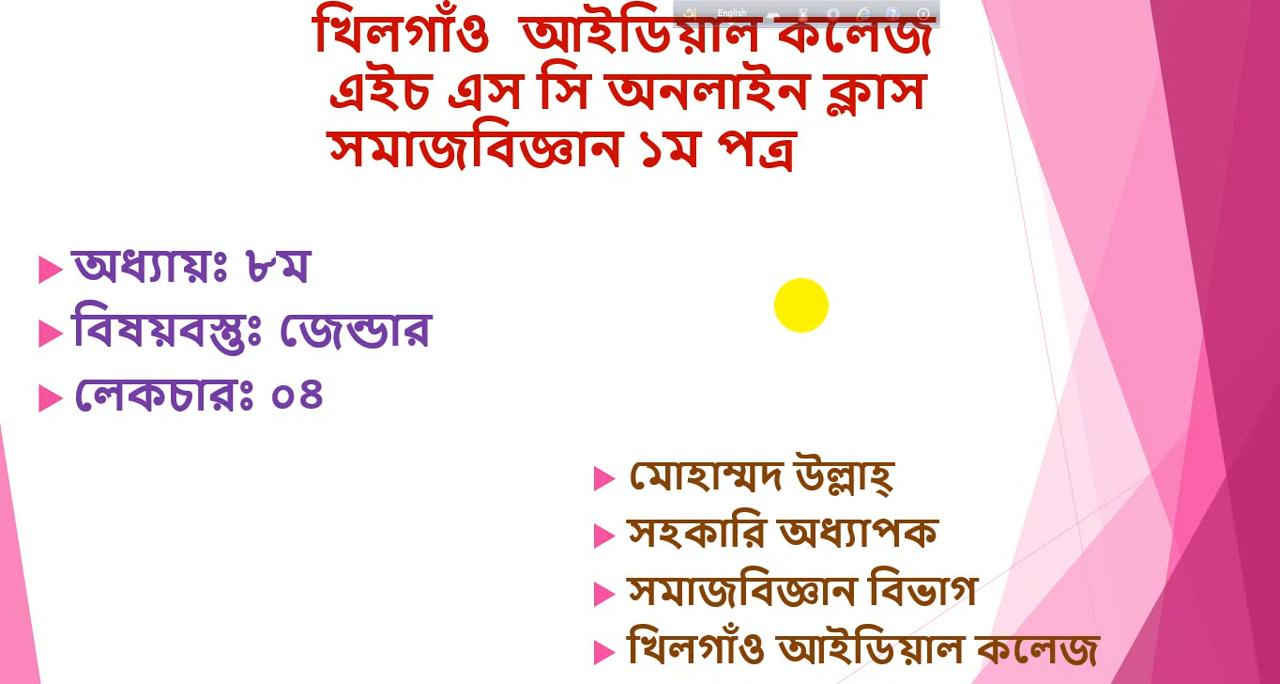 খিলগাঁও আইডিয়াল কলেজ
English
এইচ এস সি অনলাইন ক্লাস
সমাজবিজ্ঞান ১ম পত্র
অধ্যায়ঃ ৮ম
বিষয়বস্তুঃ জেন্ডার
লেকচারঃ ০৪
মোহাম্মদ উল্লাহ্
সহকারি অধ্যাপক
সমাজবিজ্ঞান বিভাগ
খিলগাঁও আইডিয়াল কলেজ